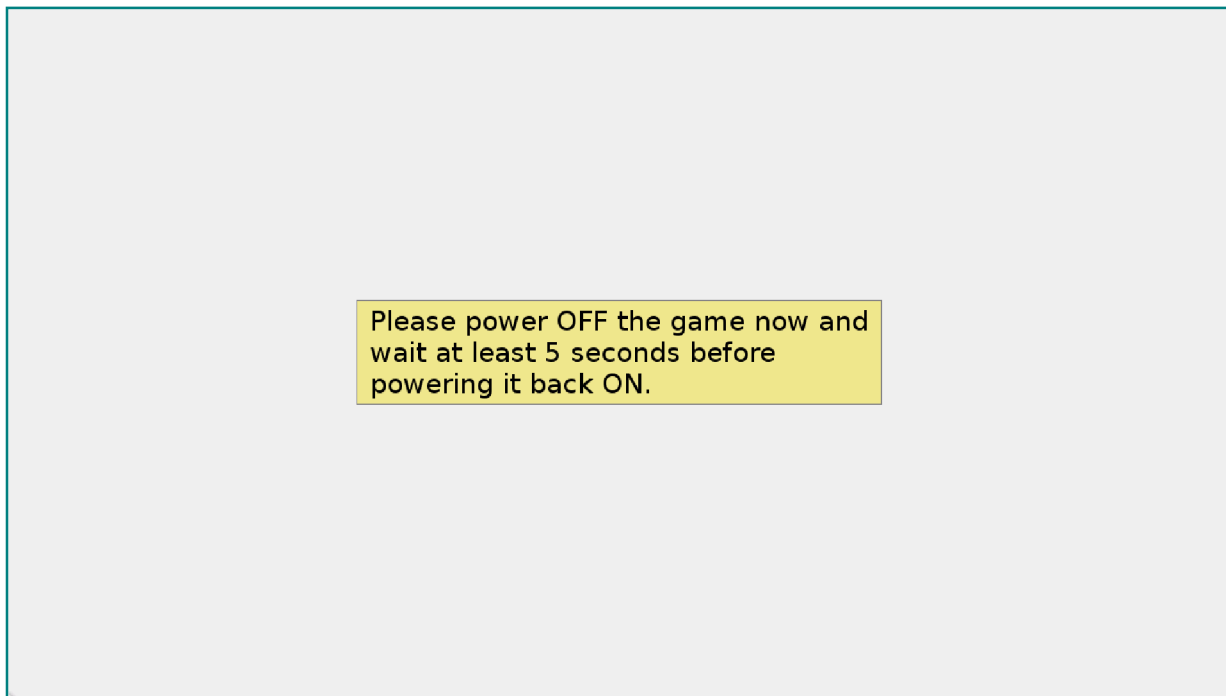 Please power OFF the game now and
wait at least 5 seconds before
powering it back ON.